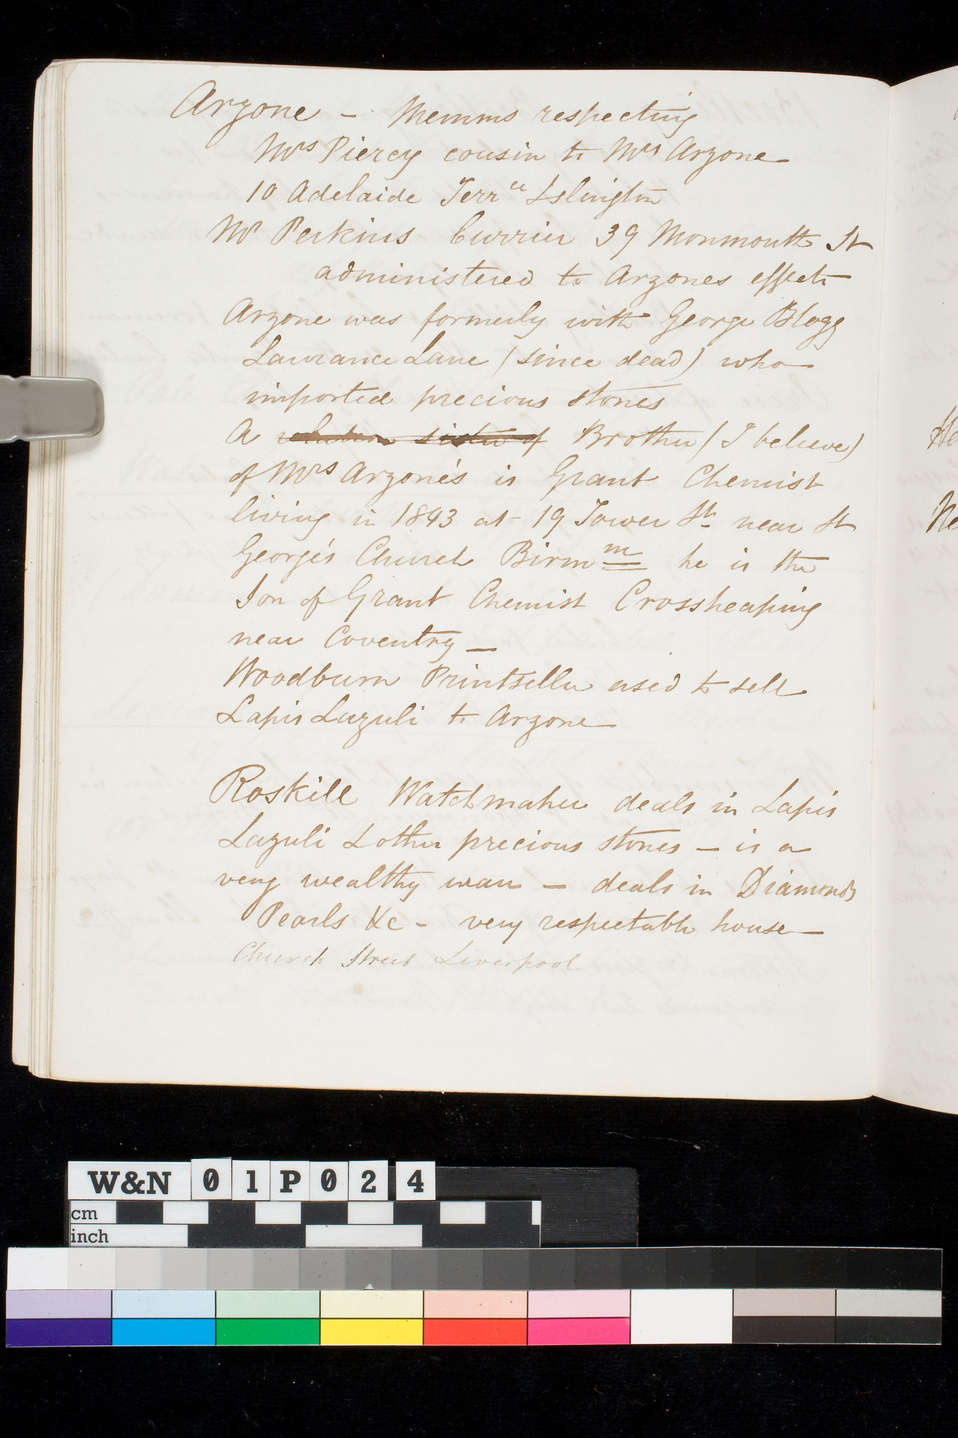 Arzone - Memms respecting
Mrs Piercy cousin to Mrs Arzone
10 Adelaide Terrce Islington
Mr Perkins Currier 39 Monmouth St
administered to Arzones effects
Arzone was formerly with George Blogg
Lawrance Lane (since dead) who
imported precious stones
A sister of Brother (I believe)
of Mrs Arzone's is Grant Chemist
living in 1843 at 19 Tower St near St
George's Church Birmm he is the
Son of Grant Chemist Crossheaping
near Coventry
Woodburn Printseller used to sell
Lapis Lazuli to Arzone
Roskill Watchmaker deals in Lapis
Lazuli & other precious stones - is a
very wealthy man - deals in Diamonds
Pearls &c - very respectable house
Church Street Liverpool
He
Ne
W&N 01P024
cm
inch